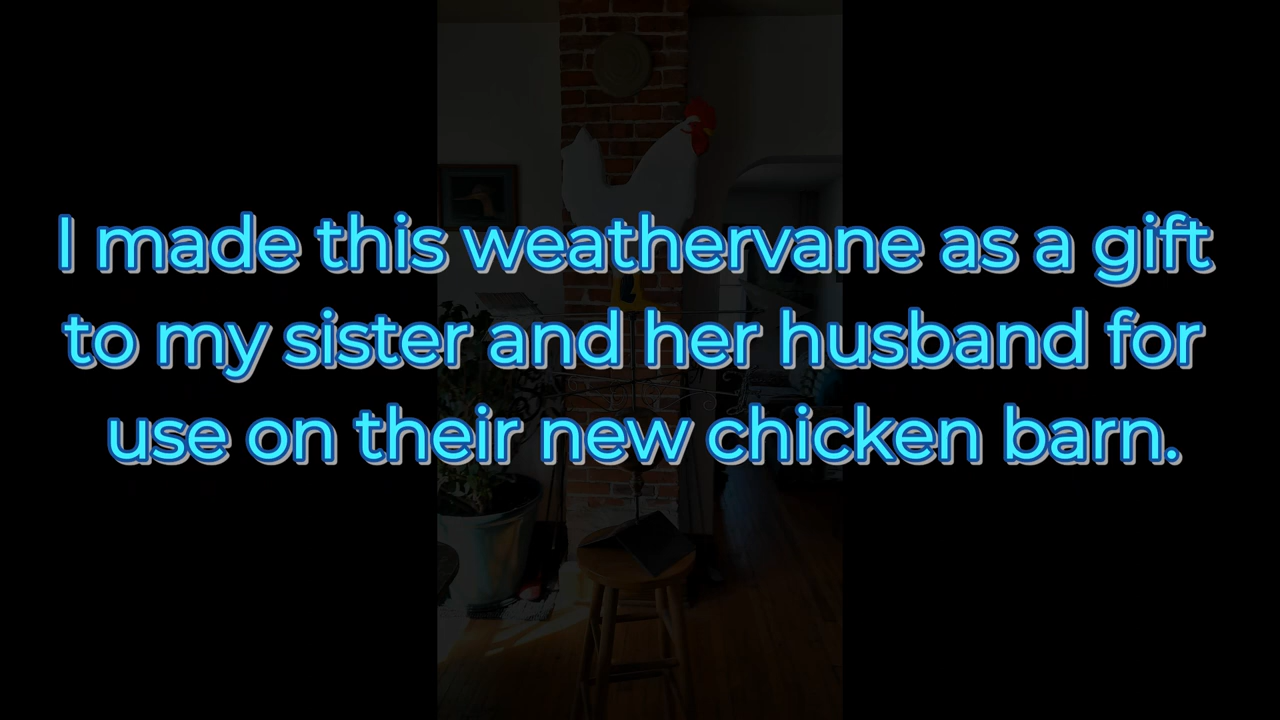 I made this weathervane as a gift
to my sister and her husband for
use on their new chicken barn.